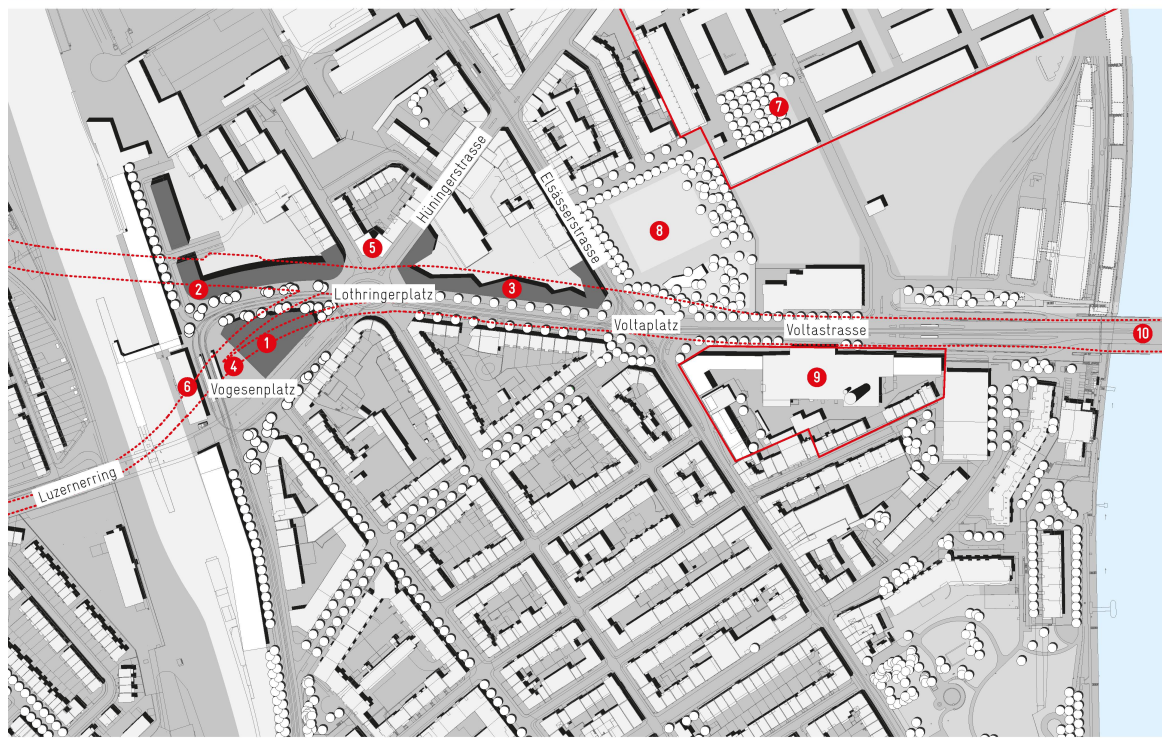 7
Hüningerstrasse
Elsässerstrasse
8
5
2
3
Lothringerplatz
Voltaplatz
Voltastrasse
10
1
4
6
Vogesenplatz
9
Luzernerring